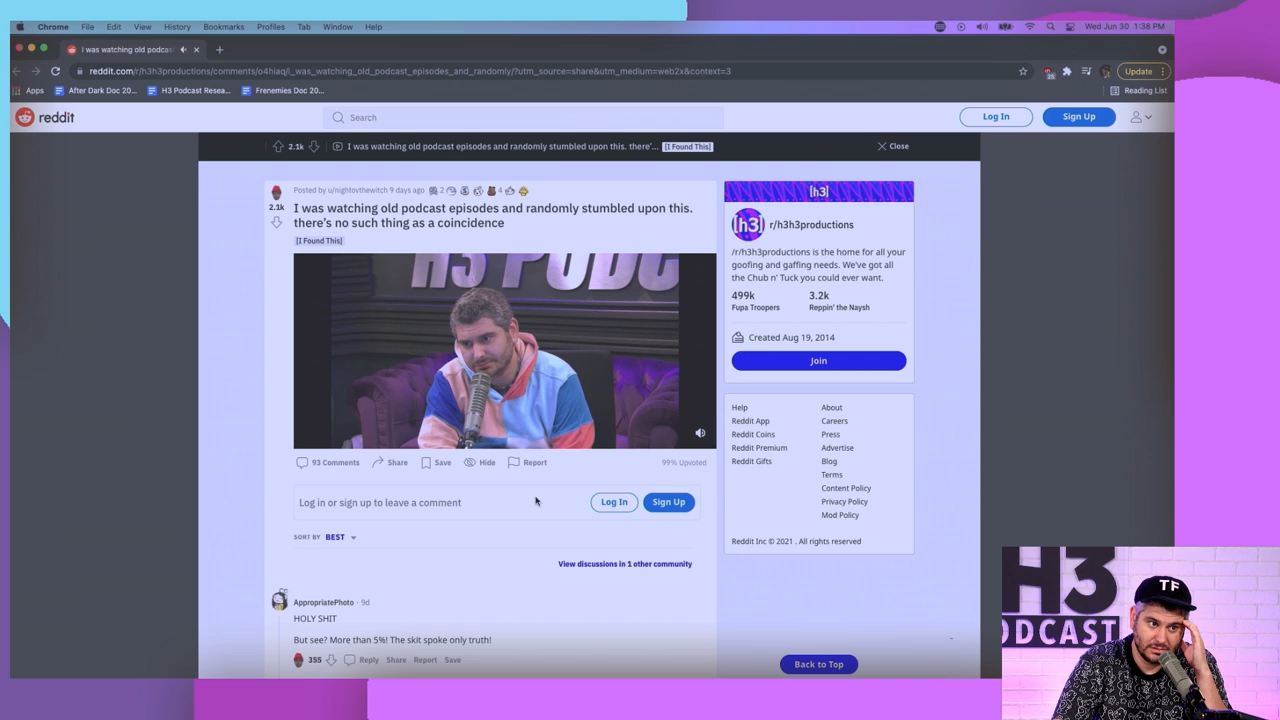 Chrome File Edit View History Bookmarks Profiles Tab Window Help Wed Jun 30 1:38 PM
I was watching old podcas
reddit.com/r/h3h3productions/comments/o4hlaq/i_was_watching_old_podcast_episodes_and_randomly/?utm_source=share&utm_medium=web2x&context=3 Update
Apps After Dark Doc 20... H3 Podcast Resea... Frenemies Doc 20... Reading List
reddit Search Log In Sign Up
2.1k I was watching old podcast episodes and randomly stumbled upon this. there'... [I Found This] Close
Posted by u/nightovthewitch 9 days ago 2 4
2.1k
I was watching old podcast episodes and randomly stumbled upon this.
there's no such thing as a coincidence
[I Found This]
H3 PODC
93 Comments Share Save Hide Report 99% Upvoted
Log in or sign up to leave a comment Log In Sign Up
SORT BY BEST
View discussions in 1 other community
AppropriatePhoto · 9d
HOLY SHIT
But see? More than 5%! The skit spoke only truth!
355 Reply Share Report Save
[h3]
[h3] r/h3h3productions
/r/h3h3productions is the home for all your
goofing and gaffing needs. We've got all
the Chub n' Tuck you could ever want.
499k 3.2k
Fupa Troopers Reppin' the Naysh
Created Aug 19, 2014
Join
Help About
Reddit App Careers
Reddit Coins Press
Reddit Premium Advertise
Reddit Gifts Blog
Terms
Content Policy
Privacy Policy
Mod Policy
Reddit Inc © 2021 . All rights reserved
Back to Top
H3
ODCAST
TF